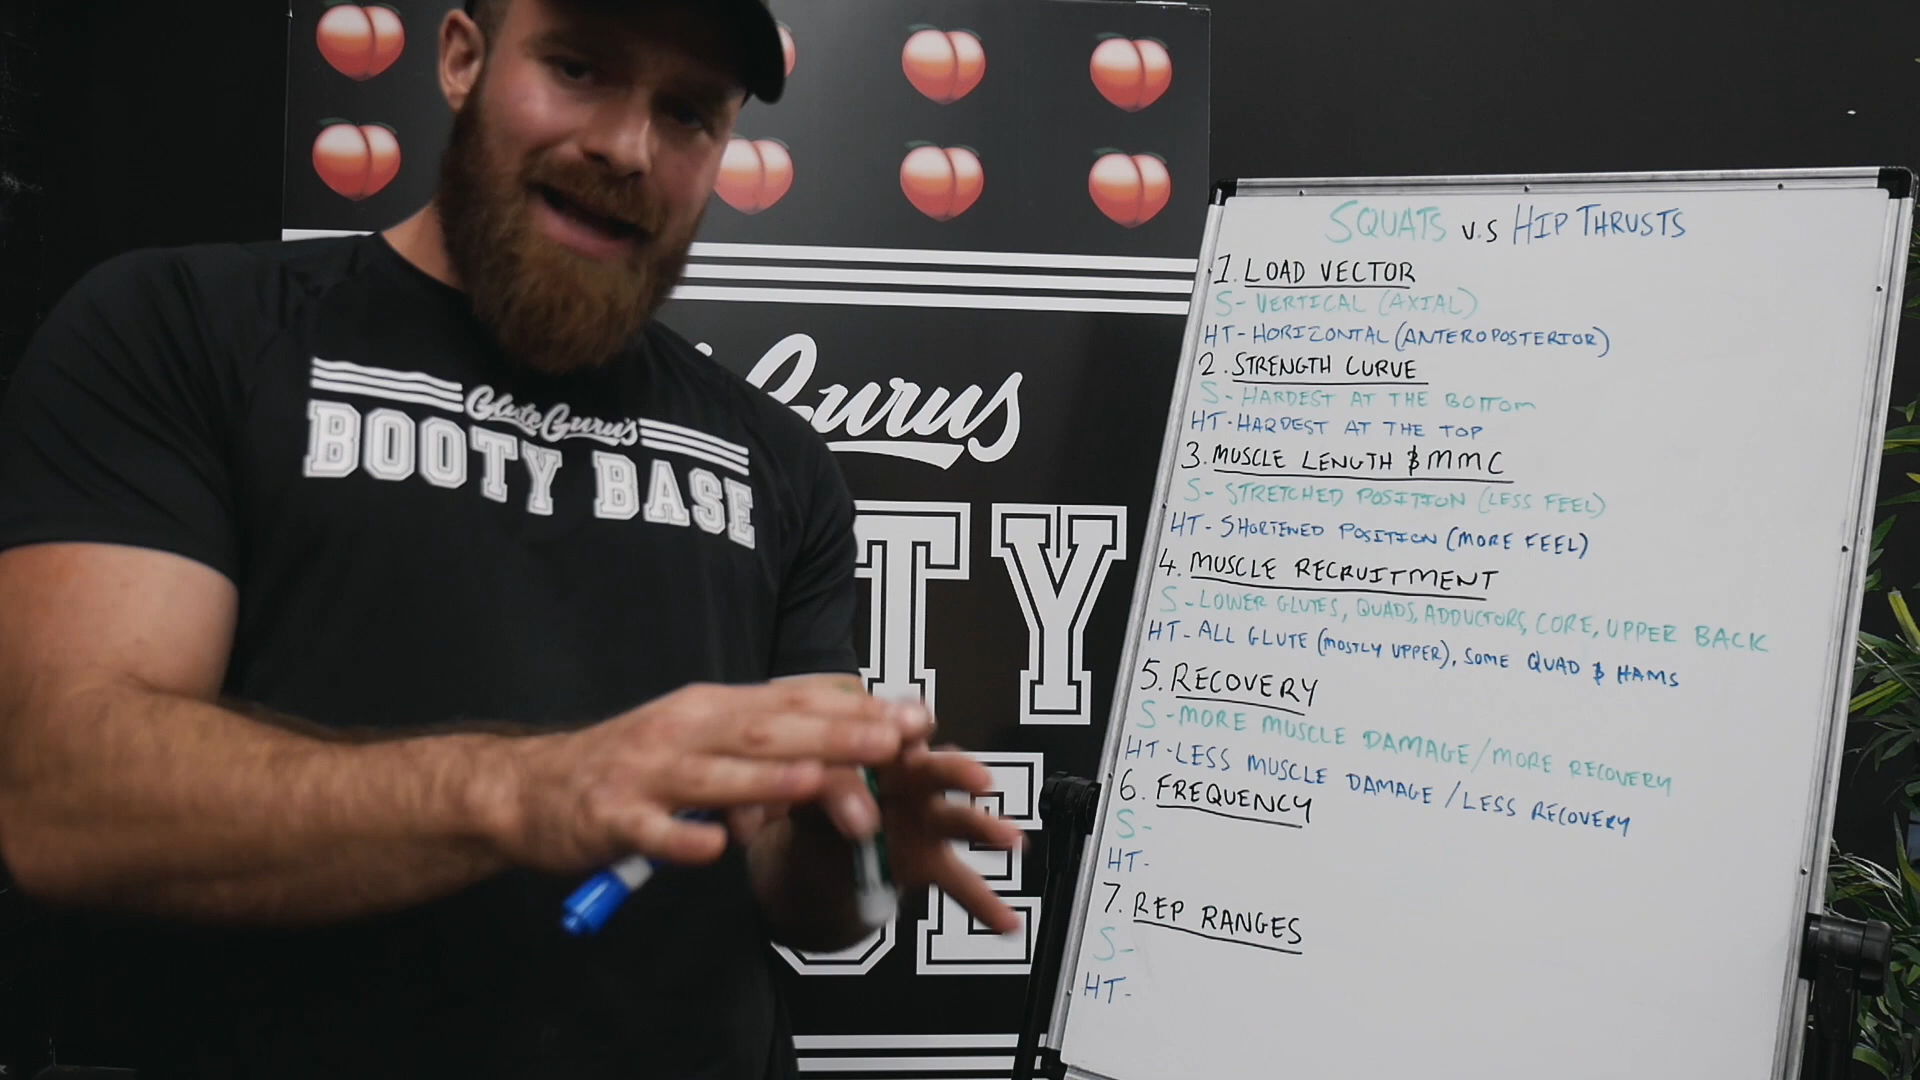 Glute Guru's
BOOTY BASE
Gurus
TY
E
SQUATS v.s HIP THRUSTS
1. LOAD VECTOR
S- VERTICAL (AXIAL)
HT- HORIZONTAL (ANTEROPOSTERIOR)
2. STRENGTH CURVE
S- HARDEST AT THE BOTTOM
HT- HARDEST AT THE TOP
3. MUSCLE LENGTH & MMC
S- STRETCHED POSITION (LESS FEEL)
HT- SHORTENED POSITION (MORE FEEL)
4. MUSCLE RECRUITMENT
S- LOWER GLUTES, QUADS, ADDUCTORS, CORE, UPPER BACK
HT- ALL GLUTE (MOSTLY UPPER), SOME QUAD & HAMS
5. RECOVERY
S- MORE MUSCLE DAMAGE/MORE RECOVERY
HT- LESS MUSCLE DAMAGE/LESS RECOVERY
6. FREQUENCY
S-
HT-
7. REP RANGES
S-
HT-